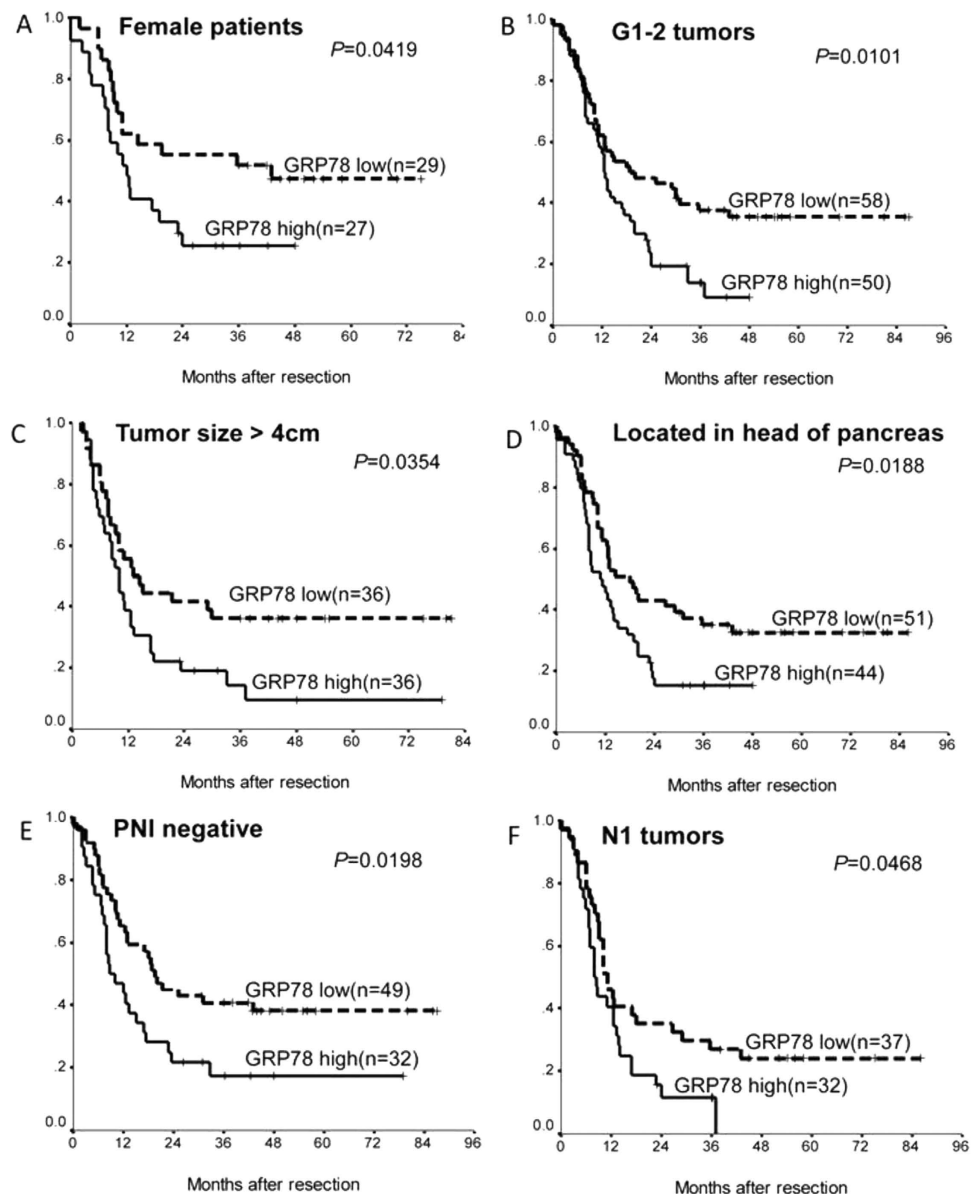 A
Female patients
P=0.0419
1.0
.8
.6
.4
.2
0.0
GRP78 low(n=29)
GRP78 high(n=27)
0 12 24 36 48 60 72 84
Months after resection
B
G1-2 tumors
P=0.0101
1.0
.8
.6
.4
.2
0.0
GRP78 low(n=58)
GRP78 high(n=50)
0 12 24 36 48 60 72 84 96
Months after resection
C
Tumor size > 4cm
P=0.0354
1.0
.8
.6
.4
.2
0.0
GRP78 low(n=36)
GRP78 high(n=36)
0 12 24 36 48 60 72 84
Months after resection
D
Located in head of pancreas
P=0.0188
1.0
.8
.6
.4
.2
0.0
GRP78 low(n=51)
GRP78 high(n=44)
0 12 24 36 48 60 72 84 96
Months after resection
E
PNI negative
P=0.0198
1.0
.8
.6
.4
.2
0.0
GRP78 low(n=49)
GRP78 high(n=32)
0 12 24 36 48 60 72 84 96
Months after resection
F
N1 tumors
P=0.0468
1.0
.8
.6
.4
.2
0.0
GRP78 low(n=37)
GRP78 high(n=32)
0 12 24 36 48 60 72 84 96
Months after resection